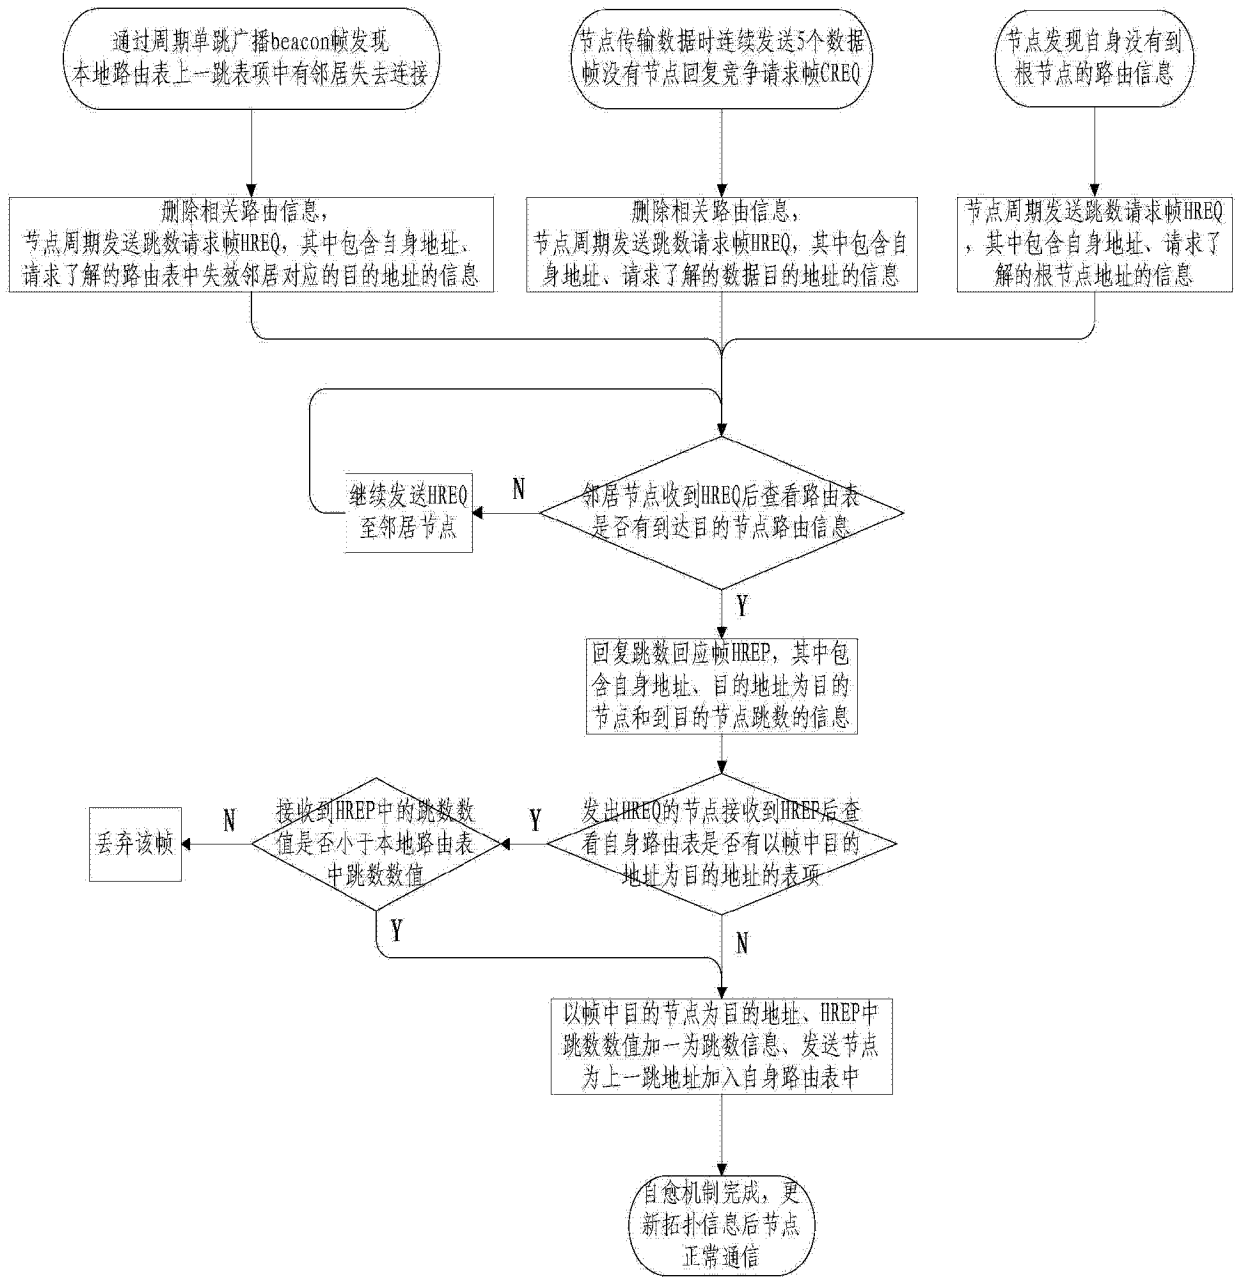 通过周期单跳广播beacon帧发现
本地路由表上一跳表项中有邻居失去连接
节点传输数据时连续发送5个数据
帧没有节点回复竞争请求帧CREQ
节点发现自身没有到
根节点的路由信息
删除相关路由信息,
节点周期发送跳数请求帧HREQ, 其中包含自身地址、
请求了解的路由表中失效邻居对应的目的地址的信息
删除相关路由信息,
节点周期发送跳数请求帧HREQ, 其中包含自
身地址、请求了解的数据目的地址的信息
节点周期发送跳数请求帧HREQ
, 其中包含自身地址、请求了
解的根节点地址的信息
继续发送HREQ
至邻居节点
N
邻居节点收到HREQ后查看路由表
是否有到达目的节点路由信息
Y
回复跳数回应帧HREP, 其中包
含自身地址、目的地址为目的
节点和到目的节点跳数的信息
丢弃该帧
N
接收到HREP中的跳数数
值是否小于本地路由表
中跳数数值
Y
发出HREQ的节点接收到HREP后查
看自身路由表是否有以帧中目的
地址为目的地址的表项
Y
N
以帧中目的节点为目的地址、HREP中
跳数数值加一为跳数信息、发送节点
为上一跳地址加入自身路由表中
自愈机制完成, 更
新拓扑信息后节点
正常通信